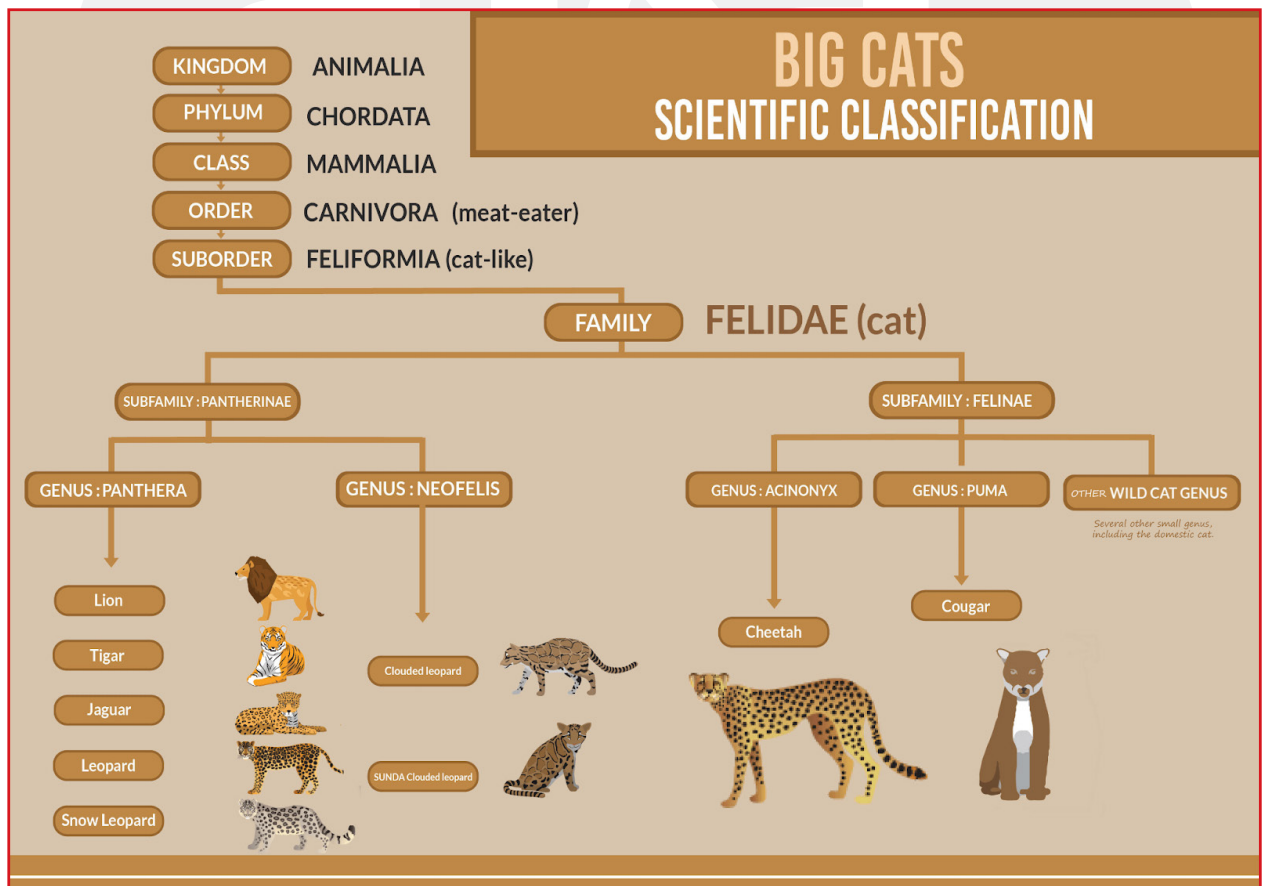 BIG CATS
SCIENTIFIC CLASSIFICATION
KINGDOM ANIMALIA
PHYLUM CHORDATA
CLASS MAMMALIA
ORDER CARNIVORA (meat-eater)
SUBORDER FELIFORMIA (cat-like)
FAMILY FELIDAE (cat)
SUBFAMILY : PANTHERINAE
SUBFAMILY : FELINAE
GENUS : PANTHERA
GENUS : NEOFELIS
GENUS : ACINONYX
GENUS : PUMA
OTHER WILD CAT GENUS
Several other small genus,
including the domestic cat.
Lion
Tigar
Jaguar
Leopard
Snow Leopard
Clouded leopard
SUNDA Clouded leopard
Cheetah
Cougar